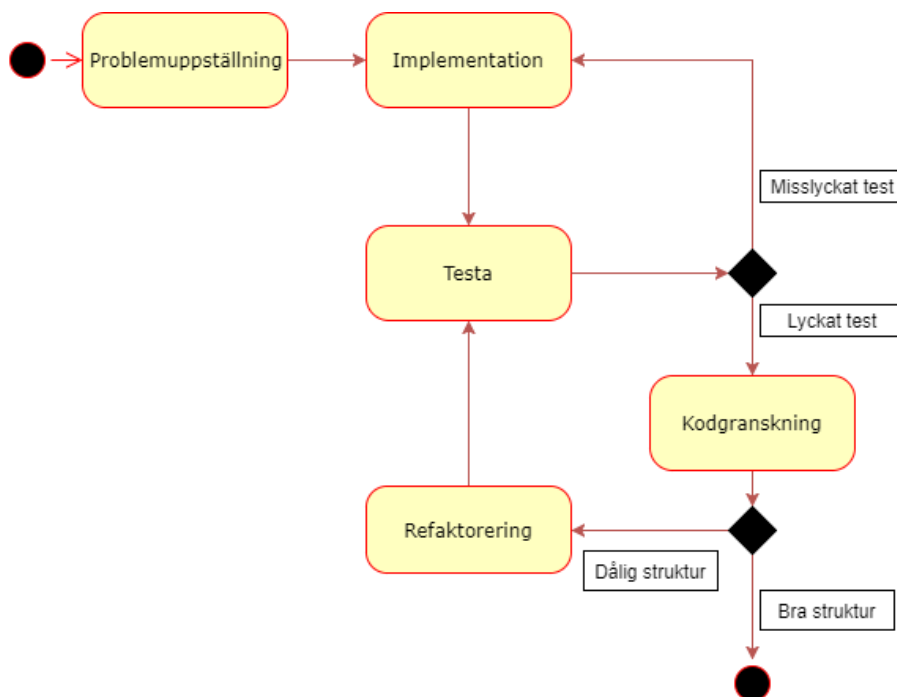 Problemuppställning
Implementation
Misslyckat test
Testa
Lyckat test
Kodgranskning
Refaktorering
Dålig struktur
Bra struktur